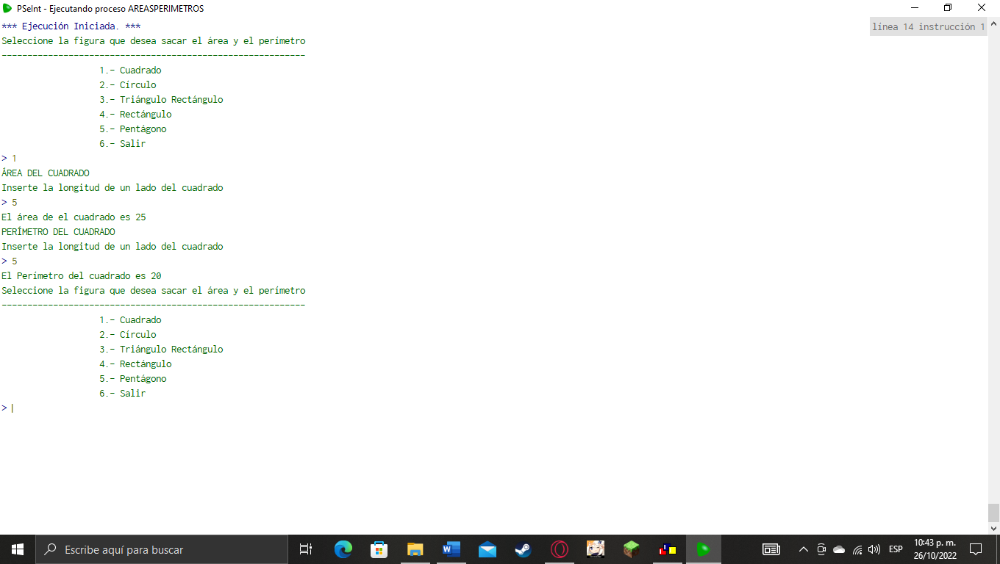 PSeInt - Ejecutando proceso AREASPERIMETROS
*** Ejecución Iniciada. ***
línea 14 instrucción 1
Seleccione la figura que desea sacar el área y el perímetro
-----------------------------------------------------------
1.- Cuadrado
2.- Círculo
3.- Triángulo Rectángulo
4.- Rectángulo
5.- Pentágono
6.- Salir
> 1
ÁREA DEL CUADRADO
Inserte la longitud de un lado del cuadrado
> 5
El área de el cuadrado es 25
PERÍMETRO DEL CUADRADO
Inserte la longitud de un lado del cuadrado
> 5
El Perímetro del cuadrado es 20
Seleccione la figura que desea sacar el área y el perímetro
-----------------------------------------------------------
1.- Cuadrado
2.- Círculo
3.- Triángulo Rectángulo
4.- Rectángulo
5.- Pentágono
6.- Salir
>
Escribe aquí para buscar
ESP
10:43 p. m.
26/10/2022